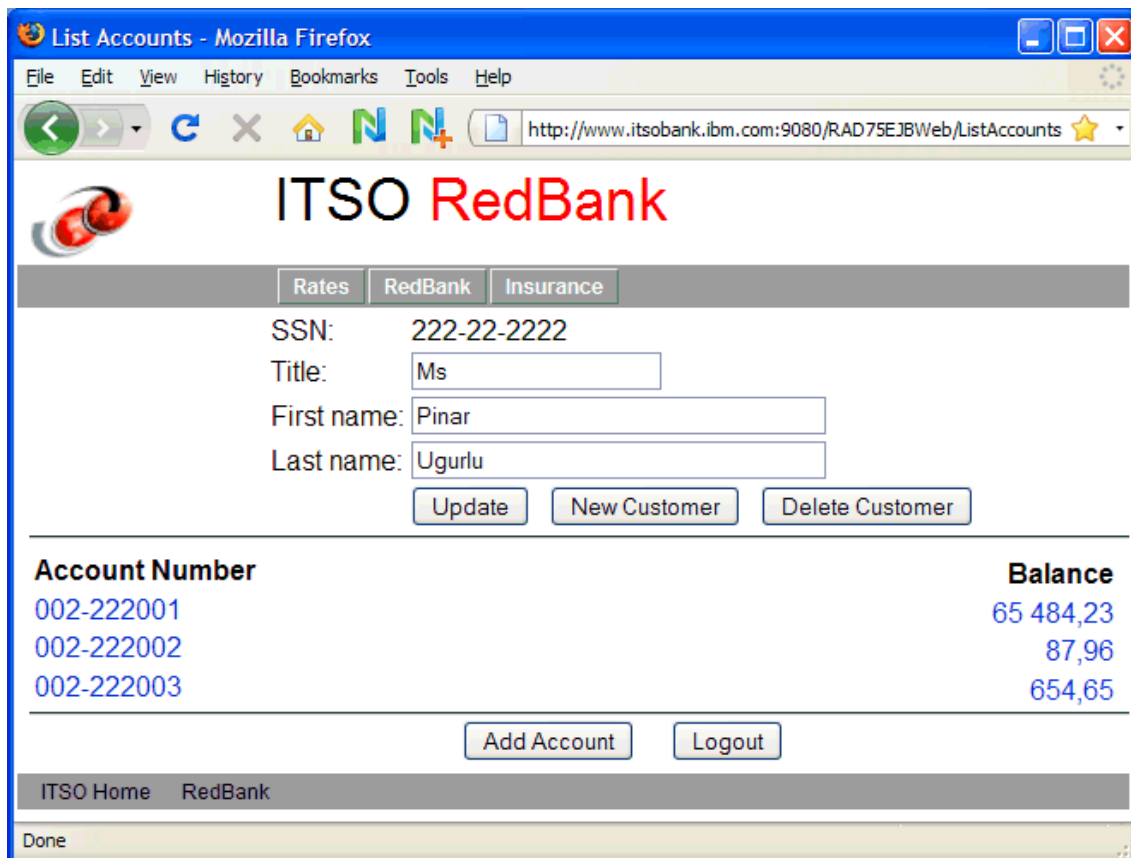 List Accounts - Mozilla Firefox
File Edit View History Bookmarks Tools Help
http://www.itsobank.ibm.com:9080/RAD75EJBWeb/ListAccounts
ITSO RedBank
Rates RedBank Insurance
SSN: 222-22-2222
Title: Ms
First name: Pinar
Last name: Ugurlu
Update New Customer Delete Customer
Account Number Balance
002-222001 65 484,23
002-222002 87,96
002-222003 654,65
Add Account Logout
ITSO Home RedBank
Done